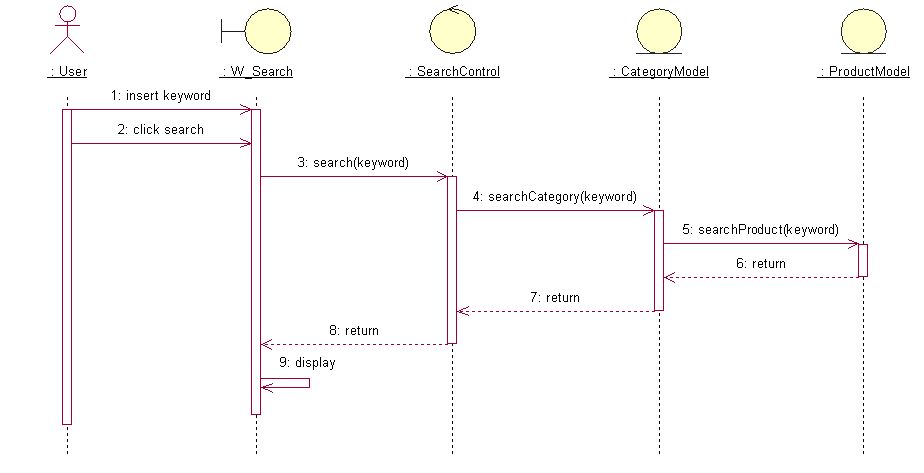 : User
: W_Search
: SearchControl
: CategoryModel
: ProductModel
1: insert keyword
2: click search
3: search(keyword)
4: searchCategory(keyword)
5: searchProduct(keyword)
6: return
7: return
8: return
9: display